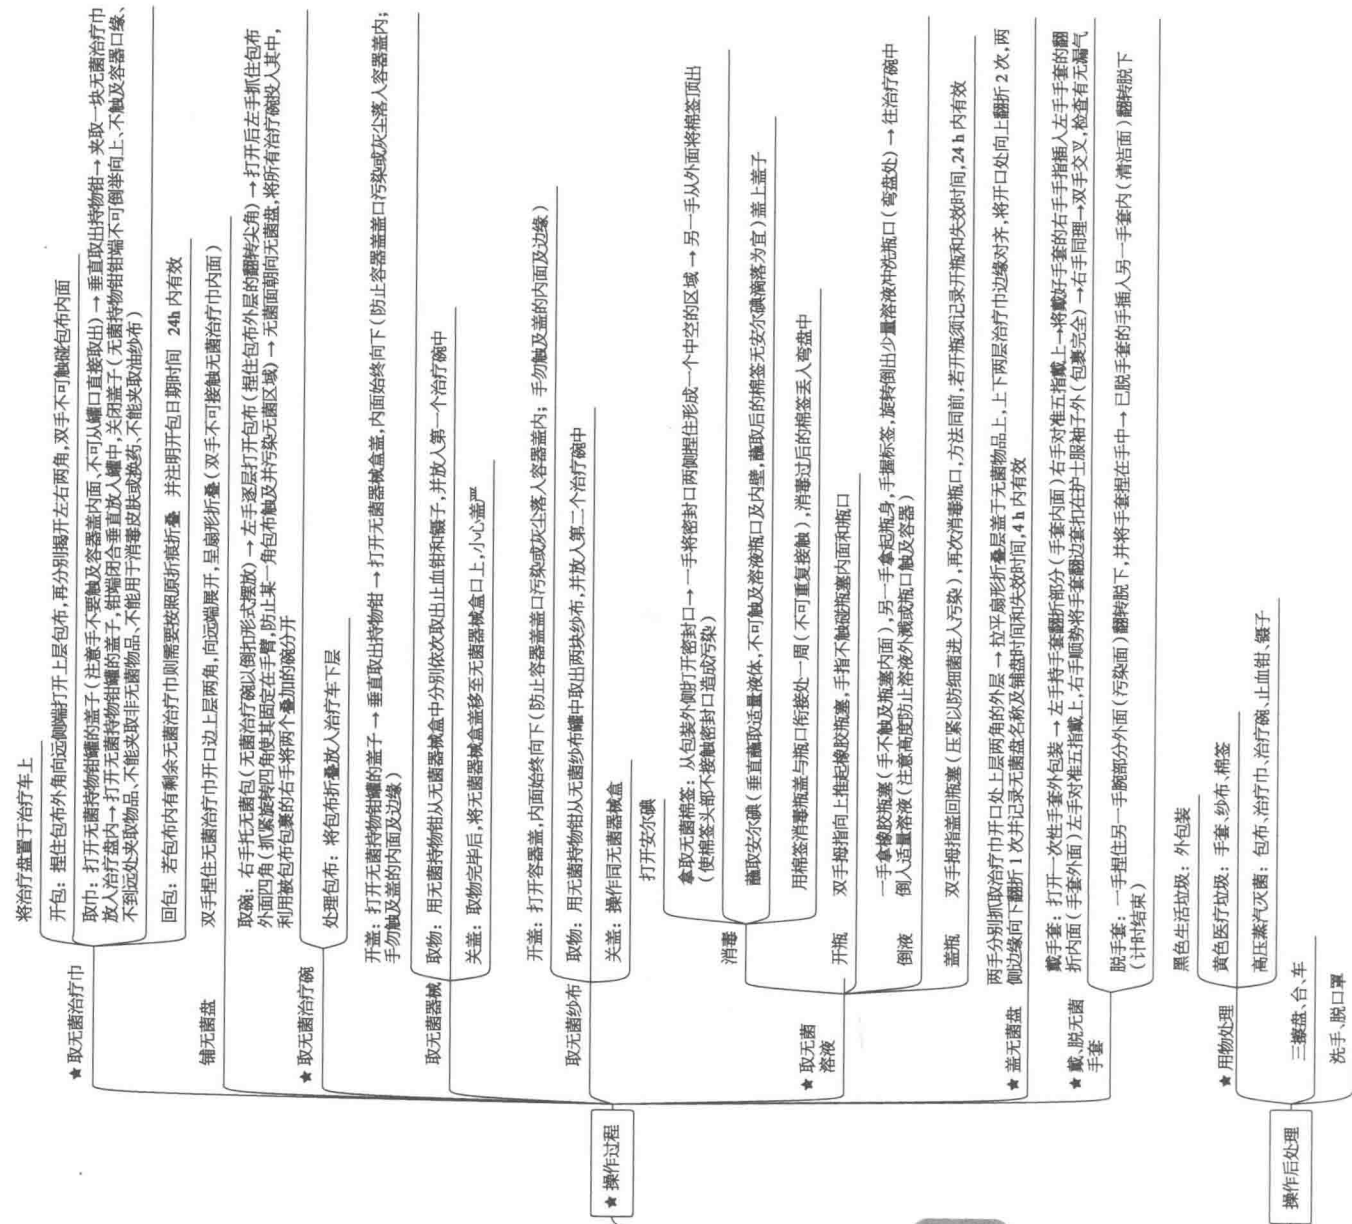 ★ 操作过程
★ 取无菌治疗巾
将治疗盘置于治疗车上
开包：捏住包布外角向远侧端打开上层包布,再分别揭开左右两角,双手不可触碰包布内面
取巾：打开无菌持物钳罐的盖子（注意手不要触及容器盖内面、不可从罐口直接取出）→ 垂直取出持物钳→ 夹取一块无菌治疗巾
放入治疗盘内→ 打开无菌持物钳罐的盖子,钳端闭合垂直放入罐中,关闭盖子（无菌持物钳钳端不可倒举向上、不触及容器口缘、
不到远处夹取物品、不能夹取非无菌物品、不能用于消毒皮肤或换药、不能夹取油纱布）
回包：若包布内有剩余无菌治疗巾则需要按照原折痕折叠 并注明开包日期时间 24h 内有效
铺无菌盘
双手捏住无菌治疗巾开口边上层两角,向远端展开,呈扇形折叠（双手不可接触无菌治疗巾内面）
★ 取无菌治疗碗
取碗：右手托无菌包（无菌治疗碗以倒扣形式摆放）→ 左手逐层打开包布（捏住包布外层的翻转尖角）→ 打开后左手抓住包布
外面四角（抓紧旋转四角使其固定在手臂,防止某一角包布触及并污染无菌区域）→ 无菌面朝向无菌盘,将所有治疗碗投入其中,
利用被包布包裹的右手将两个叠加的碗分开
处理包布：将包布折叠放入治疗车下层
取无菌器械
开盖：打开无菌持物钳罐的盖子 → 垂直取出持物钳 → 打开无菌器械盒盖,内面始终向下（防止容器盖盖口污染或灰尘落入容器盖内；
手勿触及盖的内面及边缘）
取物：用无菌持物钳从无菌器械盒中分别依次取出止血钳和镊子,并放入第一个治疗碗中
关盖：取物完毕后,将无菌器械盒盖移至无菌器械盒口上,小心盖严
取无菌纱布
开盖：打开容器盖,内面始终向下（防止容器盖盖口污染或灰尘落入容器盖内；手勿触及盖的内面及边缘）
取物：用无菌持物钳从无菌纱布罐中取出两块纱布,并放入第二个治疗碗中
关盖：操作同无菌器械盒
★ 取无菌
溶液
消毒
打开安尔碘
拿取无菌棉签：从包装外侧打开密封口 → 一手将密封口两侧捏住形成一个中空的区域 → 另一手从外面将棉签顶出
（使棉签头部不接触密封口造成污染）
蘸取安尔碘（垂直蘸取适量液体,不可触及溶液瓶口及内壁,蘸取后的棉签无安尔碘滴落为宜）盖上盖子
用棉签消毒瓶盖与瓶口衔接处一周（不可重复接触）,消毒过后的棉签丢入弯盘中
开瓶
双手拇指向上推起橡胶瓶塞,手指不触碰瓶塞内面和瓶口
倒液
一手拿橡胶瓶塞（手不触及瓶塞内面）,另一手拿起瓶身,手握标签,旋转倒出少量溶液冲洗瓶口（弯盘处）→ 往治疗碗中
倒入适量溶液（注意高度防止溶液外溅或瓶口触及容器）
盖瓶
双手拇指盖回瓶塞（压紧以防细菌进入污染）,再次消毒瓶口,方法同前,若开瓶须记录开瓶和失效时间,24 h 内有效
★ 盖无菌盘
两手分别抓取治疗巾开口处上层两角的外层 → 拉平扇形折叠层盖于无菌物品上,上下两层治疗巾边缘对齐,将开口处向上翻折 2 次,两
侧边缘向下翻折 1 次并记录无菌盘名称及铺盘时间和失效时间,4 h 内有效
★ 戴、脱无菌
手套
戴手套：打开一次性手套外包装 → 左手持手套翻折部分（手套内面）右手对准五指戴上→将戴好手套的右手手指插入左手手套的翻
折内面（手套外面）左手对准五指戴上,右手顺势将手套翻边套扣在护士服袖子外（包裹完全）→右手同理→双手交叉,检查有无漏气
脱手套：一手捏住另一手腕部分外面（污染面）翻转脱下,并将手套捏在手中→ 已脱手套的手插入另一手套内（清洁面）翻转脱下
（计时结束）
操作后处理
★ 用物处理
黑色生活垃圾：外包装
黄色医疗垃圾：手套、纱布、棉签
高压蒸汽灭菌：包布、治疗巾、治疗碗、止血钳、镊子
三擦盘、台、车
洗手、脱口罩